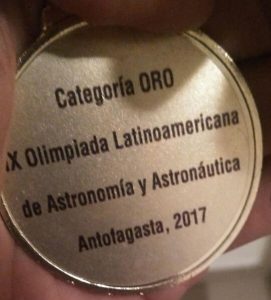 Categoría ORO
IX Olimpiada Latinoamericana
de Astronomía y Astronáutica
Antofagasta, 2017